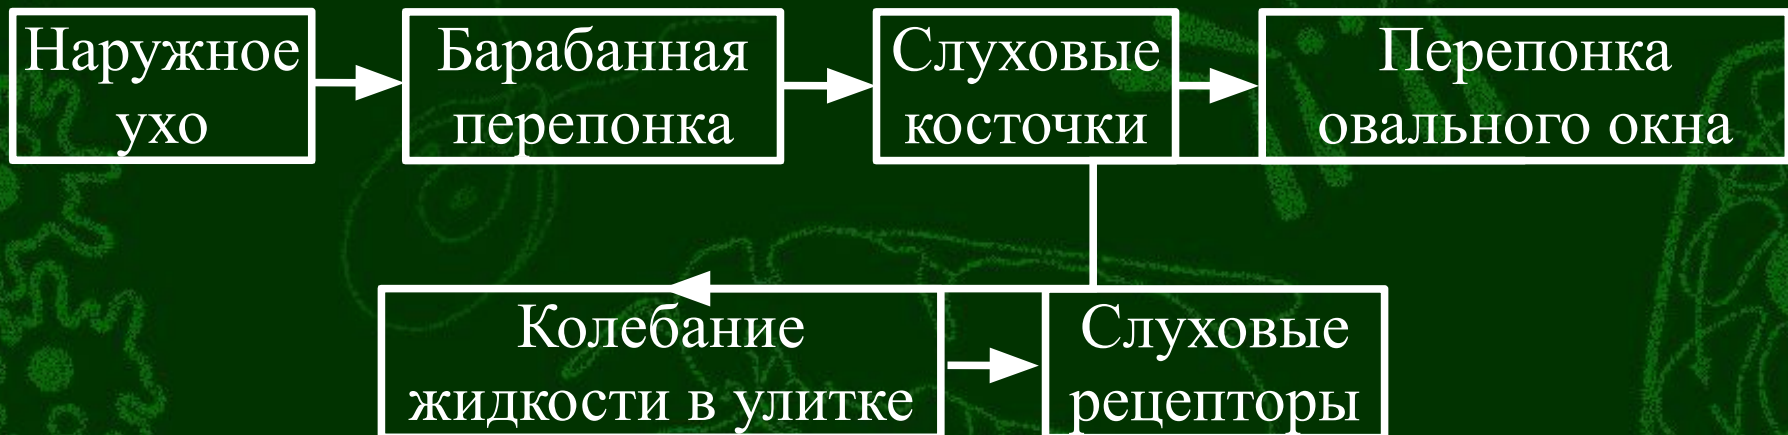 Наружное
ухо
Барабанная
перепонка
Слуховые
косточки
Перепонка
овального окна
Колебание
жидкости в улитке
Слуховые
рецепторы